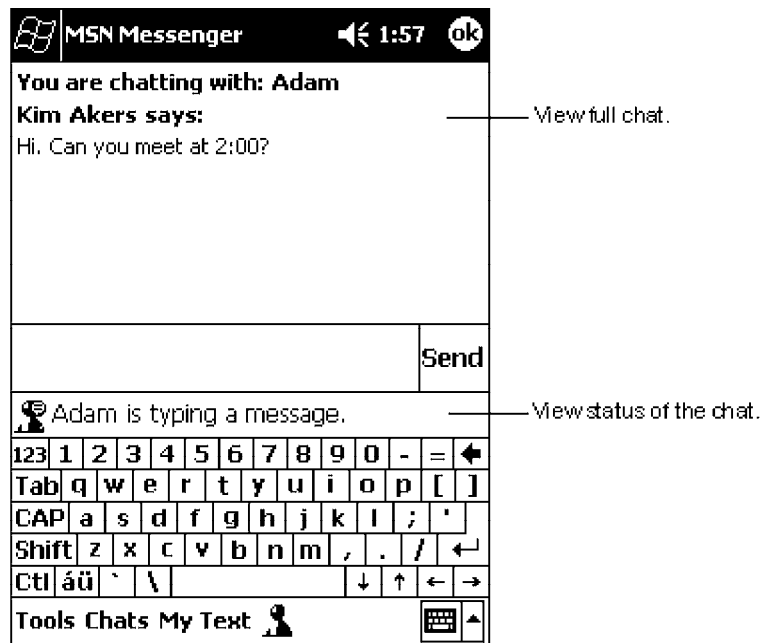 MSN Messenger 1:57 ok
You are chatting with: Adam
Kim Akers says:
View full chat.
Hi. Can you meet at 2:00?
Send
Adam is typing a message.
View status of the chat.
123 1 2 3 4 5 6 7 8 9 0 - = 🡄
Tab q w e r t y u i o p [ ]
CAP a s d f g h j k l ; '
Shift z x c v b n m , . / ↵
Ctl áü ` \ ↓ ↑ ← →
Tools Chats My Text